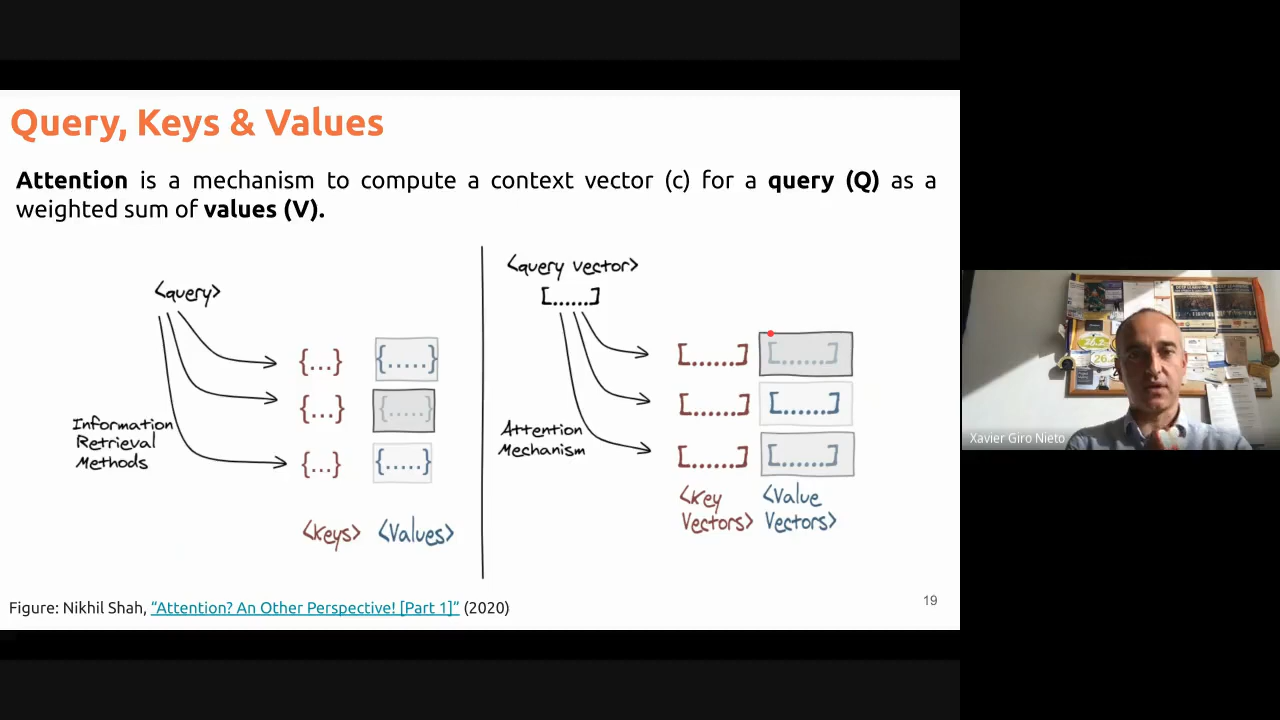 Query, Keys & Values
Attention is a mechanism to compute a context vector (c) for a query (Q) as a
weighted sum of values (V).
<query>
{...} {.....}
{...} {.....}
{...} {.....}
Information
Retrieval
Methods
<Keys> <Values>
<query vector>
[......]
[.......] [.......]
[.......] [.......]
[.......] [.......]
Attention
Mechanism
<Key
Vectors>
<Value
Vectors>
Figure: Nikhil Shah, "Attention? An Other Perspective! [Part 1]" (2020)
19
Xavier Giro Nieto
26.2